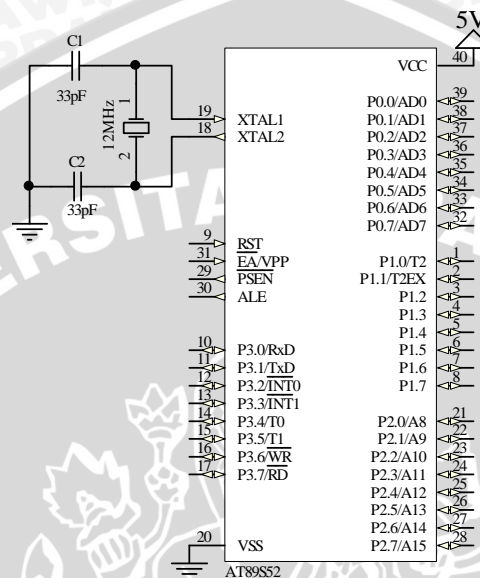 5V
C1
33pF
12MHz
1
2
C2
33pF
40 VCC
19 XTAL1
18 XTAL2
9 RST
31 EA/VPP
29 PSEN
30 ALE
10 P3.0/RxD
11 P3.1/TxD
12 P3.2/INT0
13 P3.3/INT1
14 P3.4/T0
15 P3.5/T1
16 P3.6/WR
17 P3.7/RD
20 VSS
P0.0/AD0 39
P0.1/AD1 38
P0.2/AD2 37
P0.3/AD3 36
P0.4/AD4 35
P0.5/AD5 34
P0.6/AD6 33
P0.7/AD7 32
P1.0/T2 1
P1.1/T2EX 2
P1.2 3
P1.3 4
P1.4 5
P1.5 6
P1.6 7
P1.7 8
P2.0/A8 21
P2.1/A9 22
P2.2/A10 23
P2.3/A11 24
P2.4/A12 25
P2.5/A13 26
P2.6/A14 27
P2.7/A15 28
AT89S52